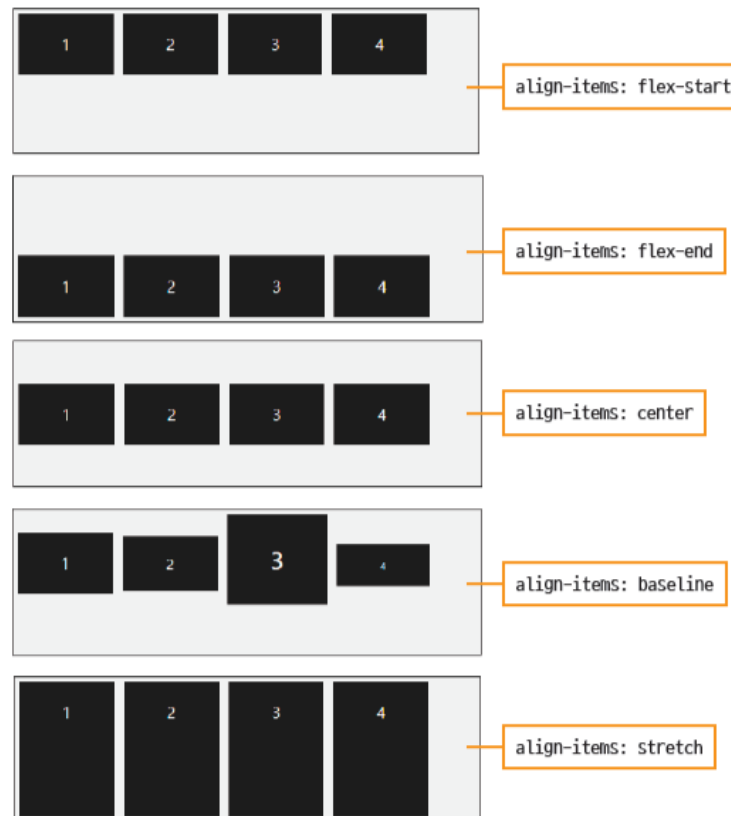 1 2 3 4
align-items: flex-start
align-items: flex-end
1 2 3 4
1 2 3 4
align-items: center
1 2 3 4
align-items: baseline
1 2 3 4
align-items: stretch